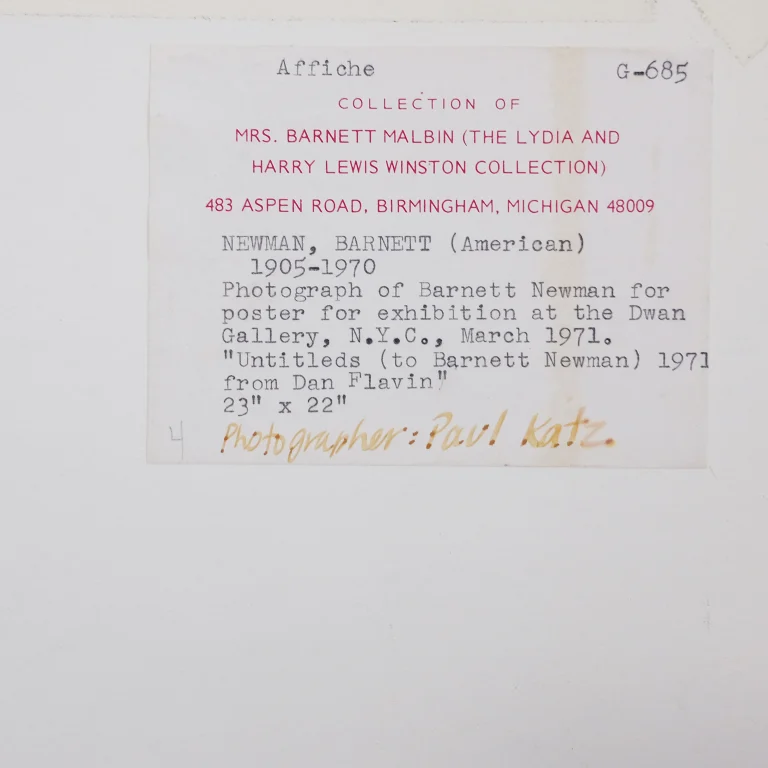 Affiche G-685
COLLECTION OF
MRS. BARNETT MALBIN (THE LYDIA AND
HARRY LEWIS WINSTON COLLECTION)
483 ASPEN ROAD, BIRMINGHAM, MICHIGAN 48009
NEWMAN, BARNETT (American)
1905-1970
Photograph of Barnett Newman for
poster for exhibition at the Dwan
Gallery, N.Y.C., March 1971.
"Untitleds (to Barnett Newman) 1971
from Dan Flavin"
23" x 22"
4 Photographer: Paul Katz.